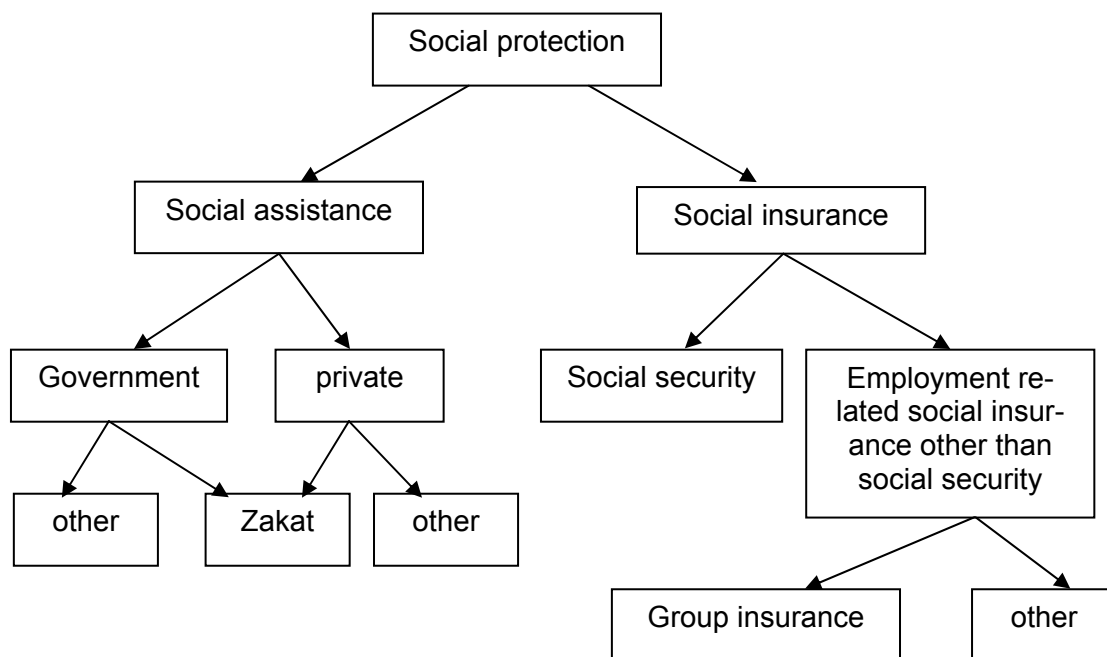 Social protection
Social assistance
Social insurance
Government
private
Social security
Employment re-
lated social insur-
ance other than
social security
other
Zakat
other
Group insurance
other